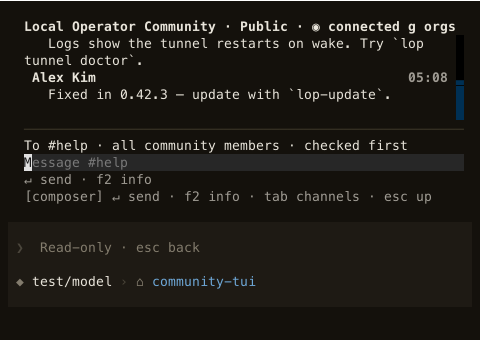 Local Operator Community · Public · ◉ connected g orgs
Logs show the tunnel restarts on wake. Try `lop
tunnel doctor`.
Alex Kim 05:08
Fixed in 0.42.3 — update with `lop-update`.
To #help · all community members · checked first
Message #help
↵ send · f2 info
[composer] ↵ send · f2 info · tab channels · esc up
❯ Read-only · esc back
◆ test/model › ⌂ community-tui